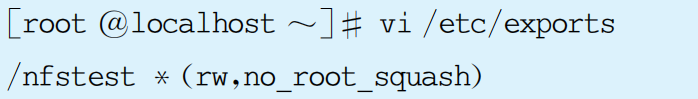 [root @localhost ～]# vi /etc/exports
/nfstest * (rw,no_root_squash)